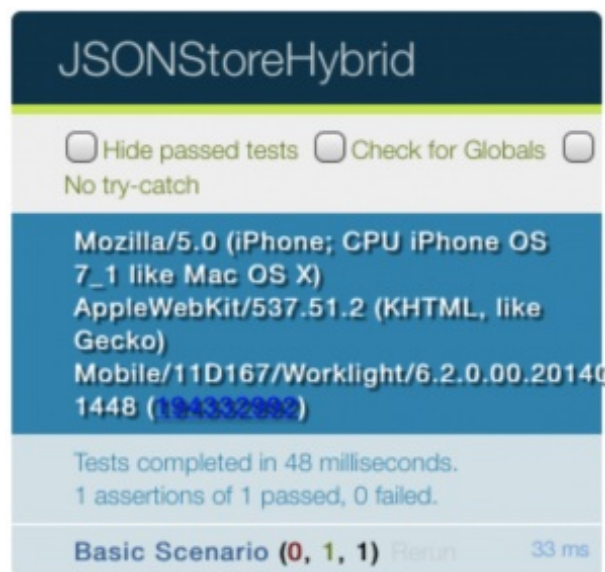 JSONStoreHybrid
Hide passed tests Check for Globals
No try-catch
Mozilla/5.0 (iPhone; CPU iPhone OS
7_1 like Mac OS X)
AppleWebKit/537.51.2 (KHTML, like
Gecko)
Mobile/11D167/Worklight/6.2.0.00.20140
1448 (194332992)
Tests completed in 48 milliseconds.
1 assertions of 1 passed, 0 failed.
Basic Scenario (0, 1, 1) Rerun 33 ms